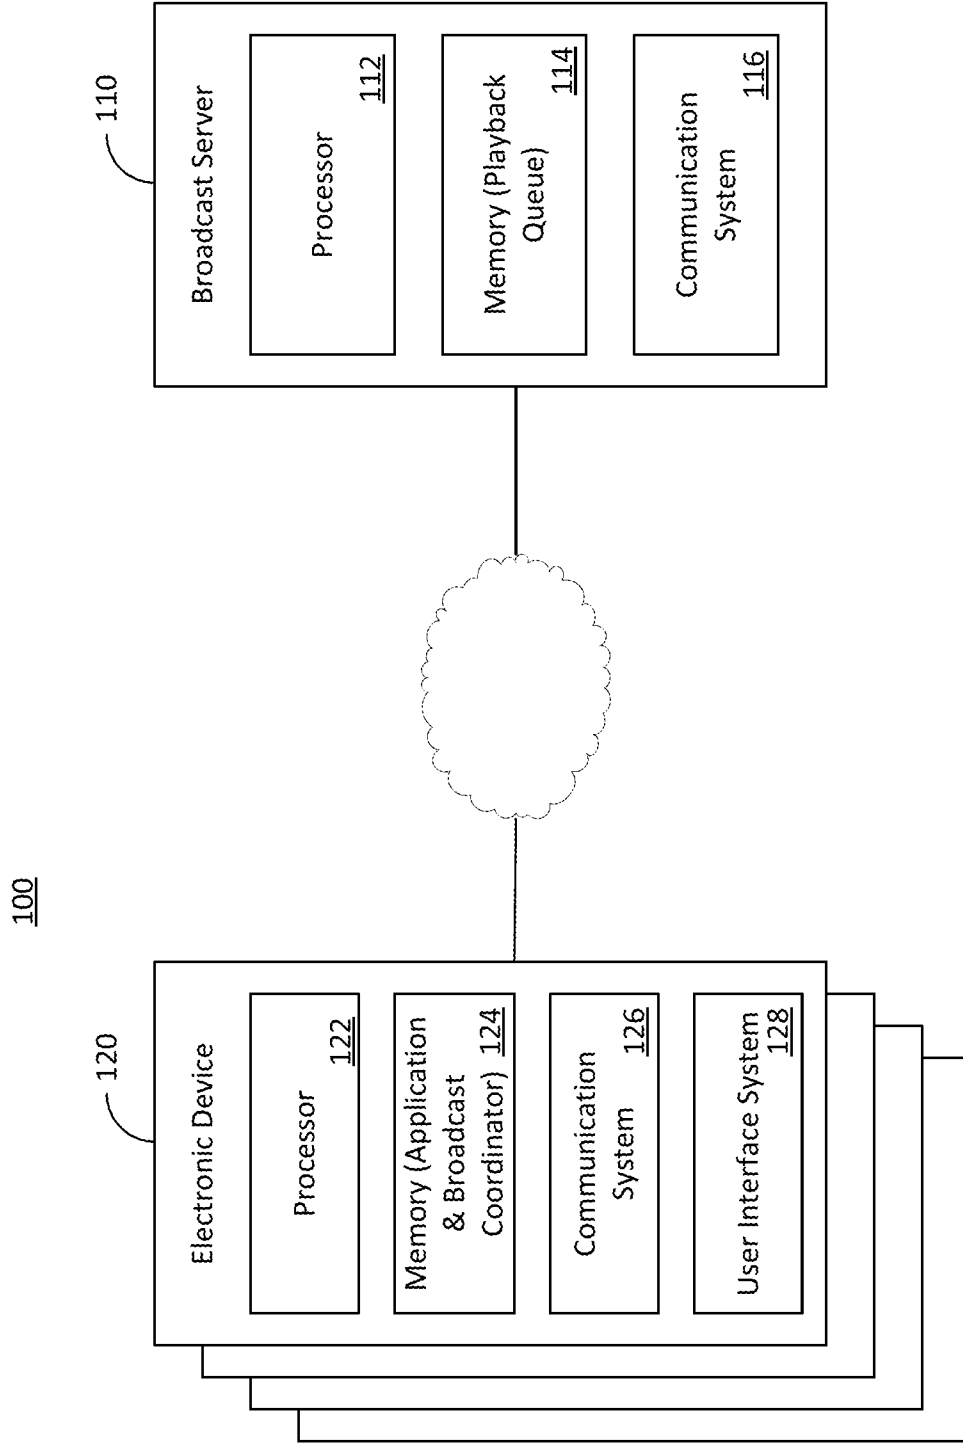 100
120
Electronic Device
Processor
122
Memory (Application
& Broadcast
Coordinator)
124
Communication
System
126
User Interface System
128
110
Broadcast Server
Processor
112
Memory (Playback
Queue)
114
Communication
System
116